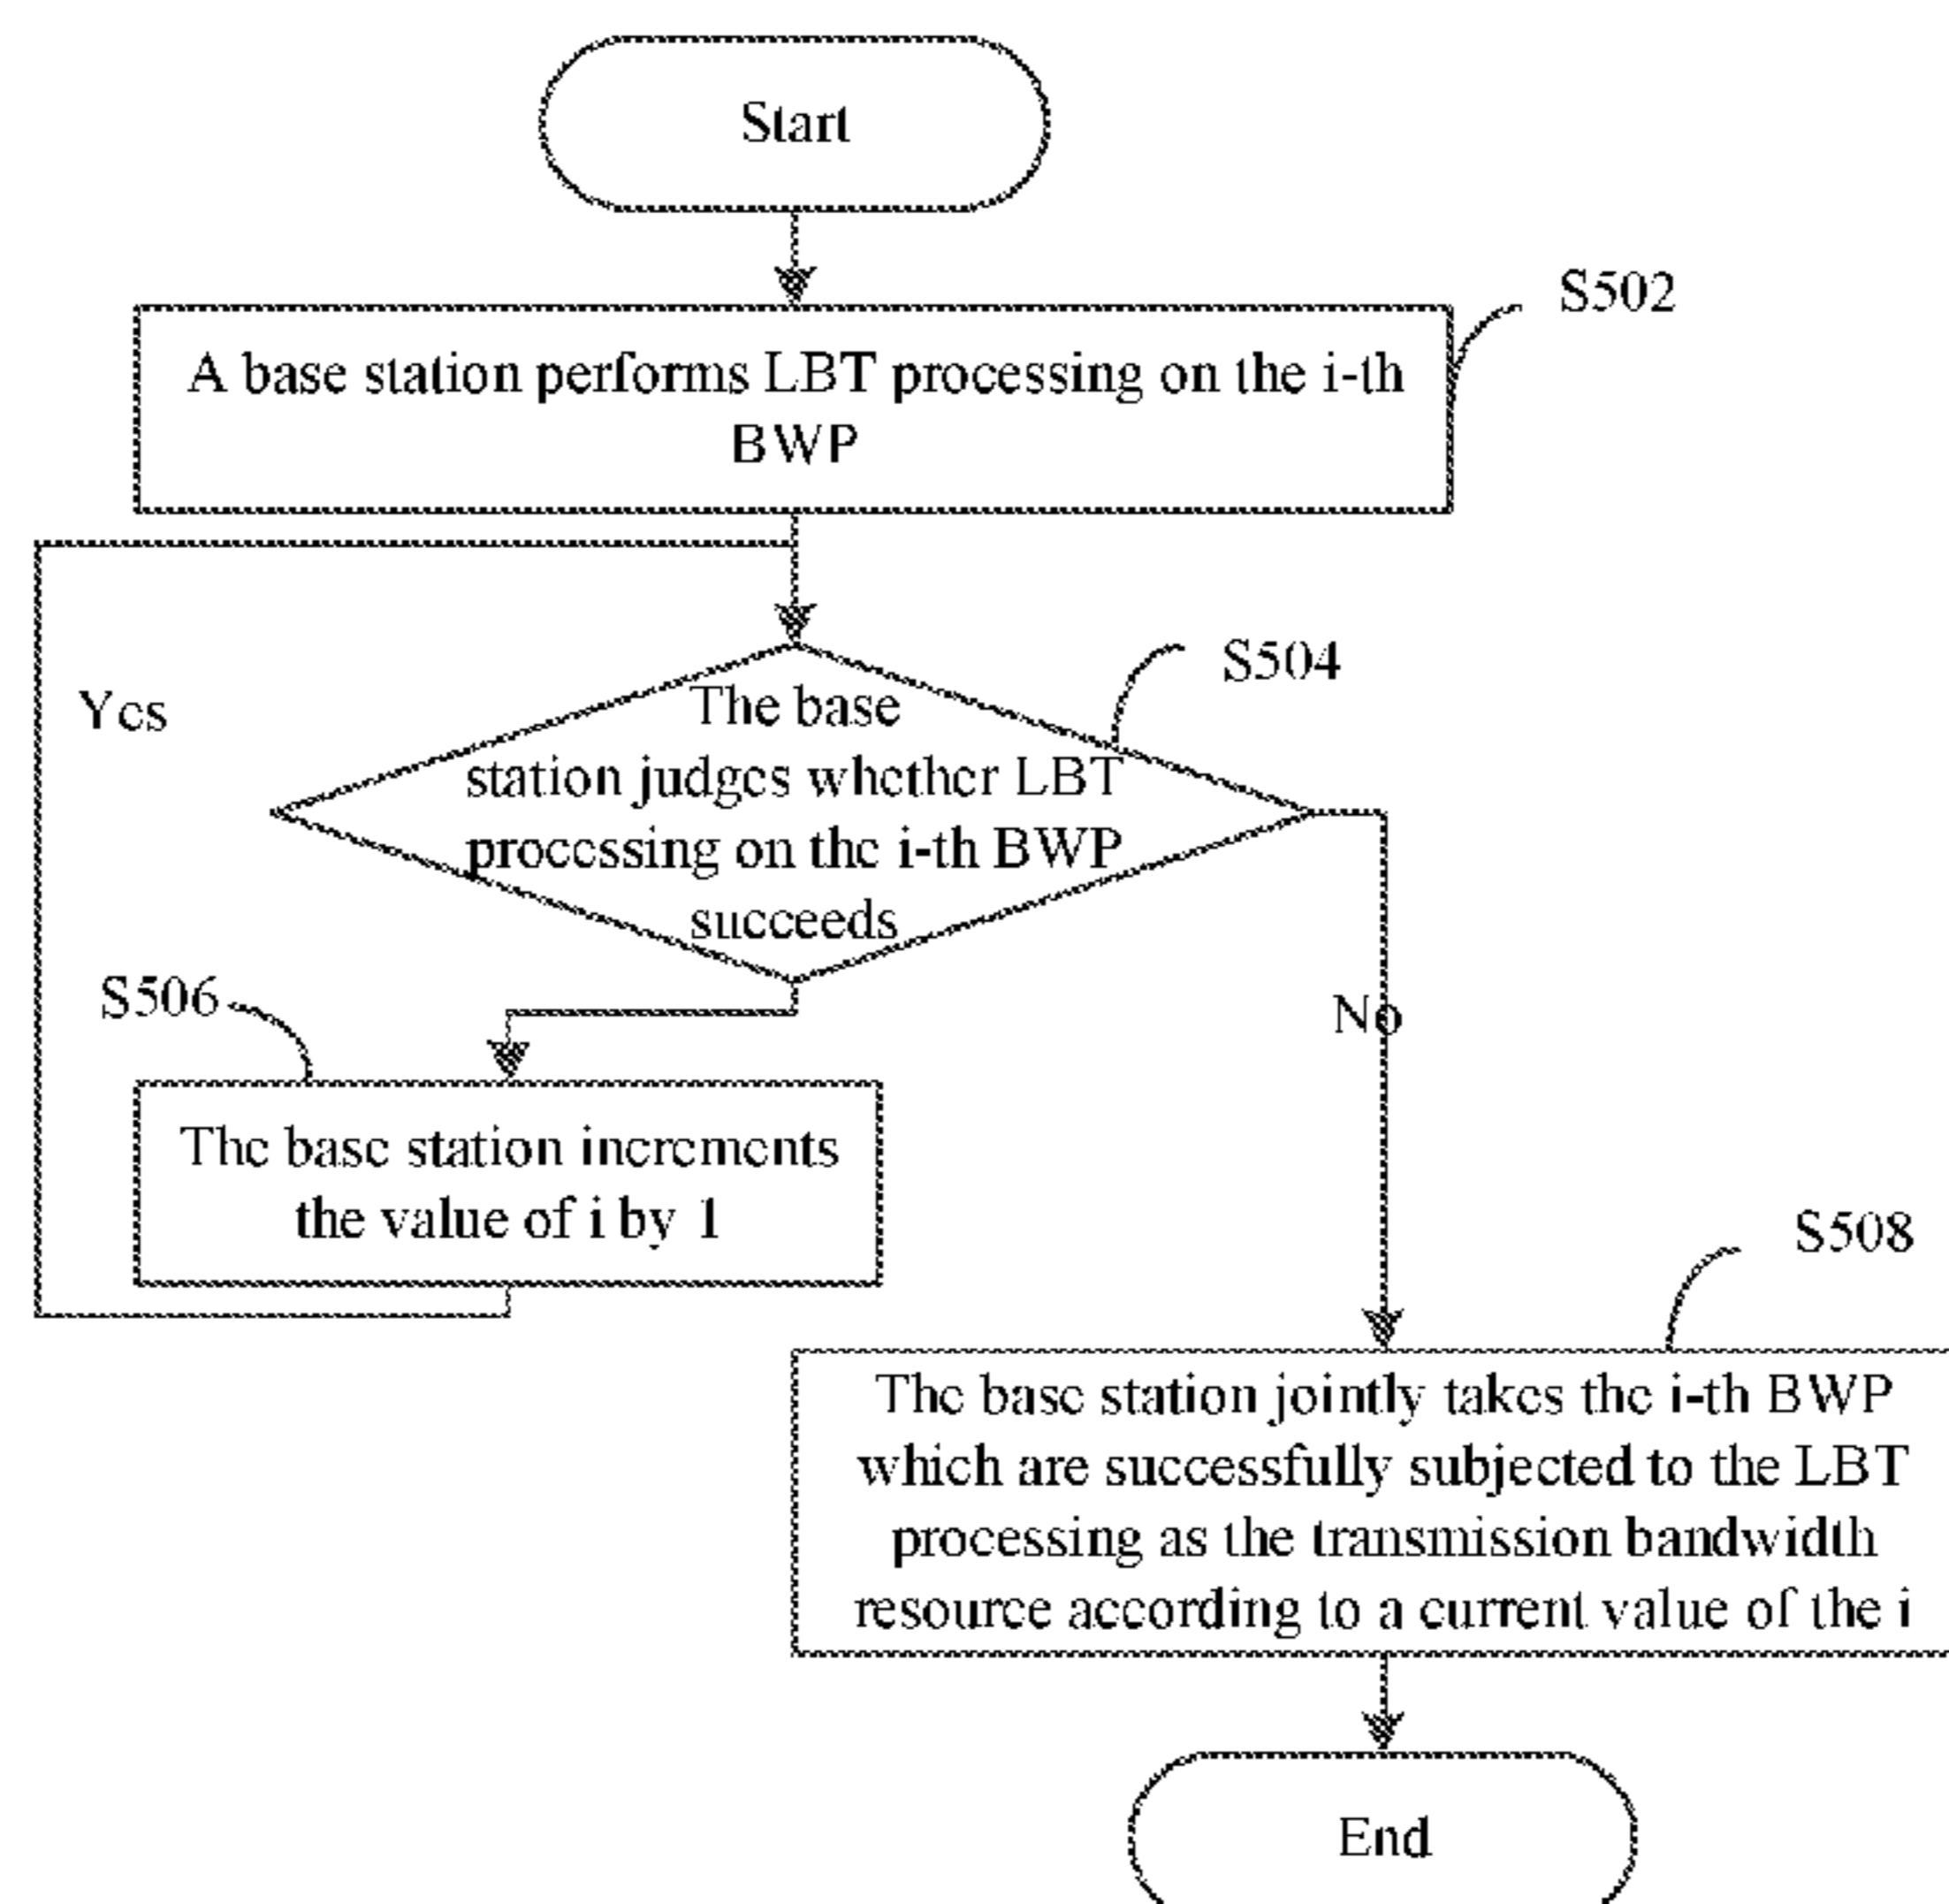 Start
S502
A base station performs LBT processing on the i-th
BWP
S504
Yes
The base
station judges whether LBT
processing on the i-th BWP
succeeds
S506
No
The base station increments
the value of i by 1
S508
The base station jointly takes the i-th BWP
which are successfully subjected to the LBT
processing as the transmission bandwidth
resource according to a current value of the i
End